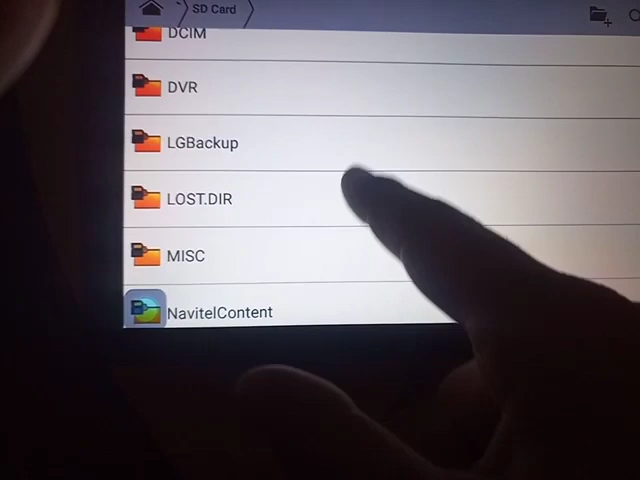 SD Card
DCIM
DVR
LGBackup
LOST.DIR
MISC
NavitelContent